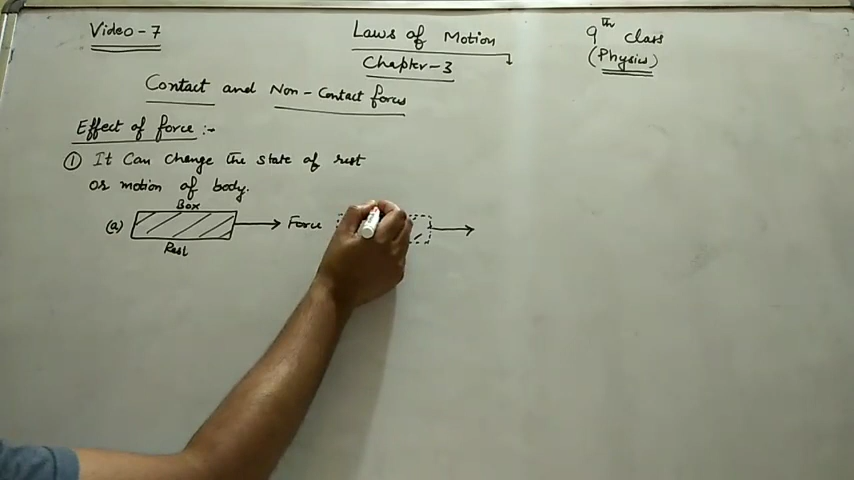 Video-7
Laws of Motion
Chapter-3
9th class
(Physics)
Contact and Non-Contact forces
Effect of force :-
① It Can Change the state of rest
or motion of body.
Box
(a)
Force
Rest